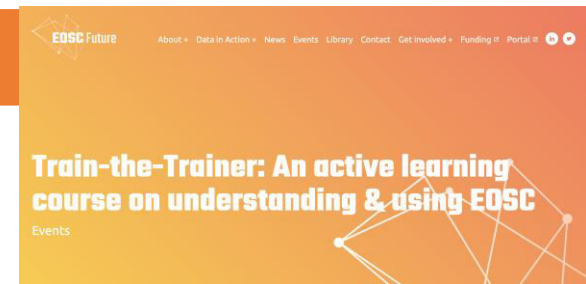 EOSC Future
About + Data in Action + News Events Library Contact Get involved + Funding Portal
Train-the-Trainer: An active learning
course on understanding & using EOSC
Events